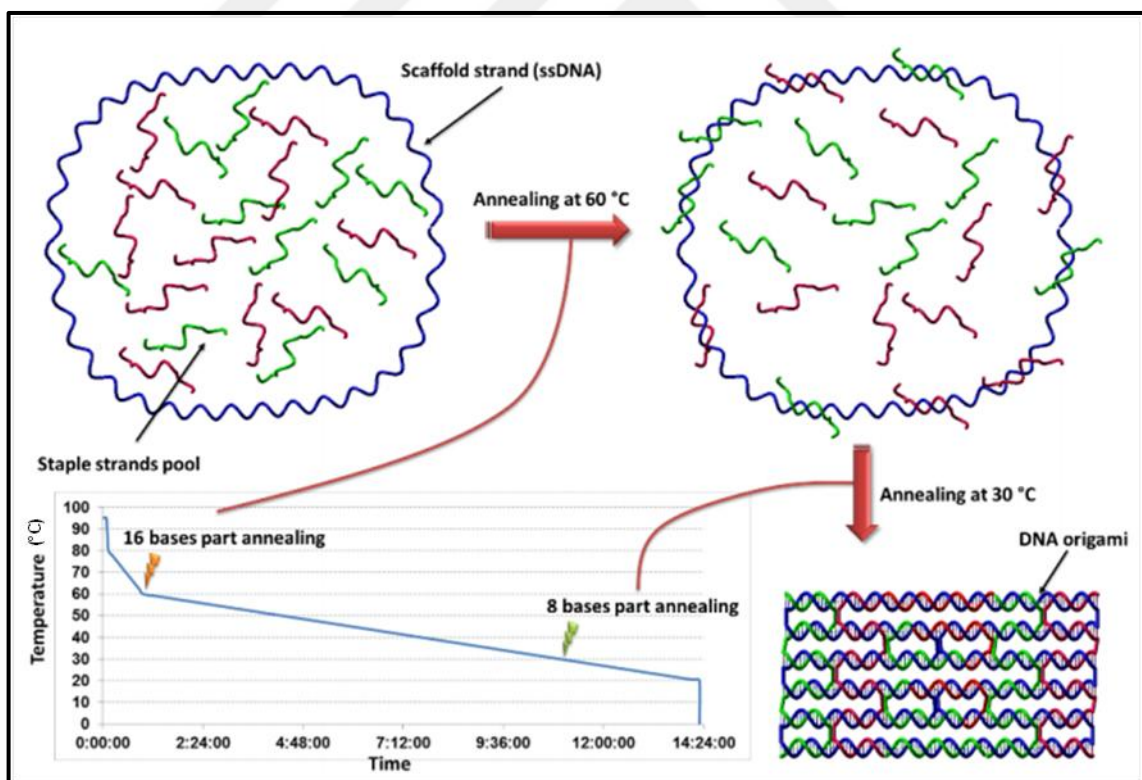 Scaffold strand (ssDNA)
Annealing at 60 °C
Staple strands pool
Annealing at 30 °C
DNA origami
Temperature (°C)
100
90
80
70
60
50
40
30
20
10
0
16 bases part annealing
8 bases part annealing
0:00:00 2:24:00 4:48:00 7:12:00 9:36:00 12:00:00 14:24:00
Time